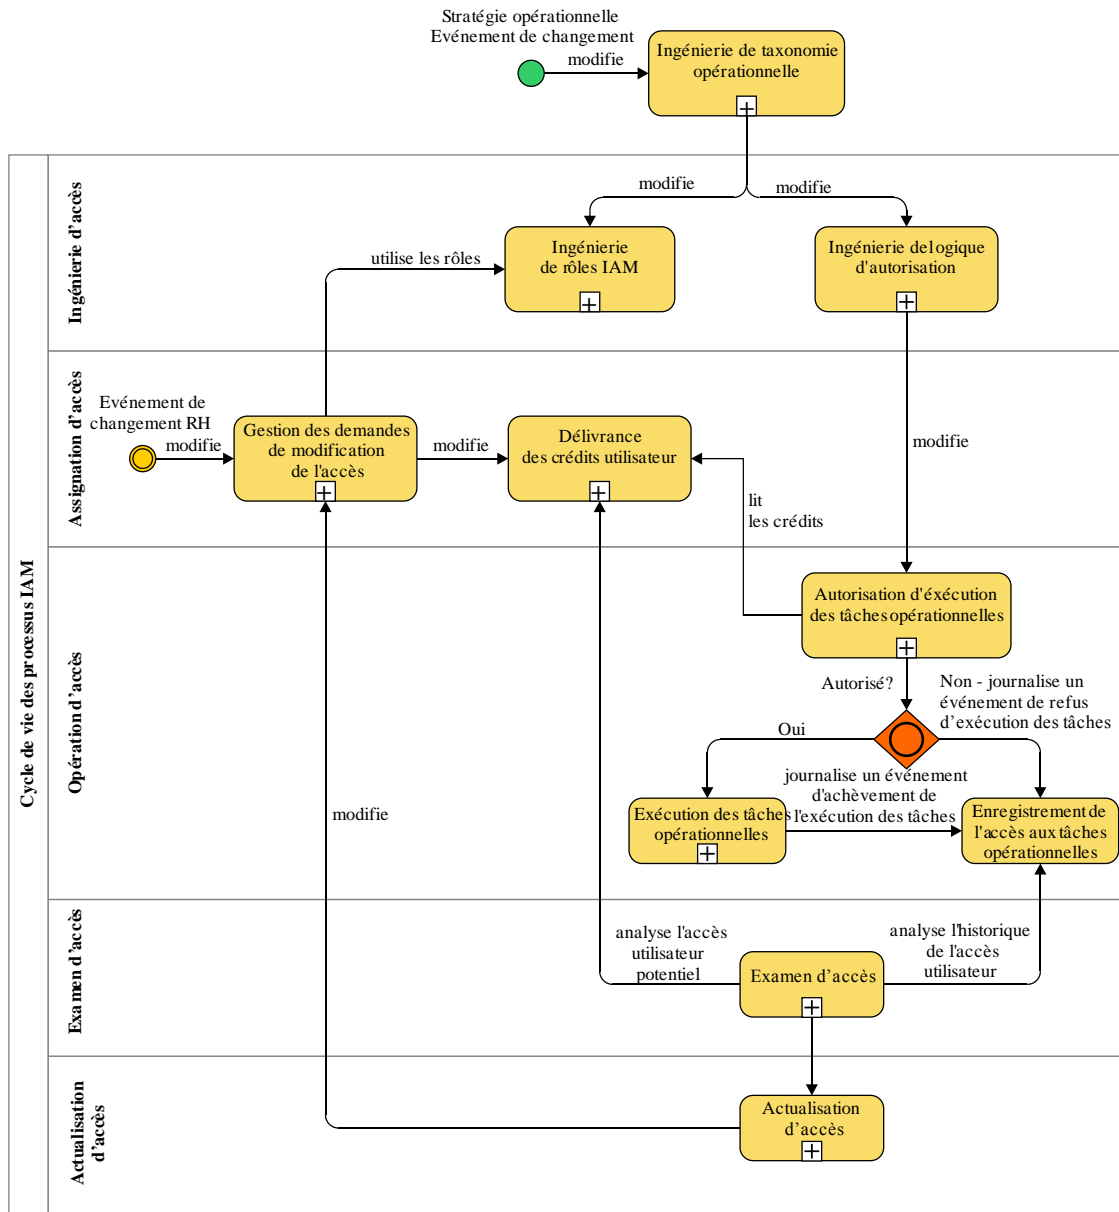 Stratégie opérationnelle
Evénement de changement
modifie
Ingénierie de taxonomie
opérationnelle
Cycle de vie des processus IAM
Ingénierie d'accès
modifie
modifie
Ingénierie
de rôles IAM
Ingénierie de logique
d'autorisation
utilise les rôles
Assignation d'accès
Evénement de
changement RH
modifie
Gestion des demandes
de modification
de l'accès
modifie
Délivrance
des crédits utilisateur
modifie
lit
les crédits
Opération d'accès
Autorisation d'éxécution
des tâches opérationnelles
Autorisé?
Non - journalise un
événement de refus
d'exécution des tâches
Oui
journalise un événement
d'achèvement de
l'exécution des tâches
modifie
Exécution des tâches
opérationnelles
Enregistrement de
l'accès aux tâches
opérationnelles
Examen d'accès
analyse l'accès
utilisateur
potentiel
Examen d'accès
analyse l'historique
de l'accès
utilisateur
Actualisation
d'accès
Actualisation
d'accès